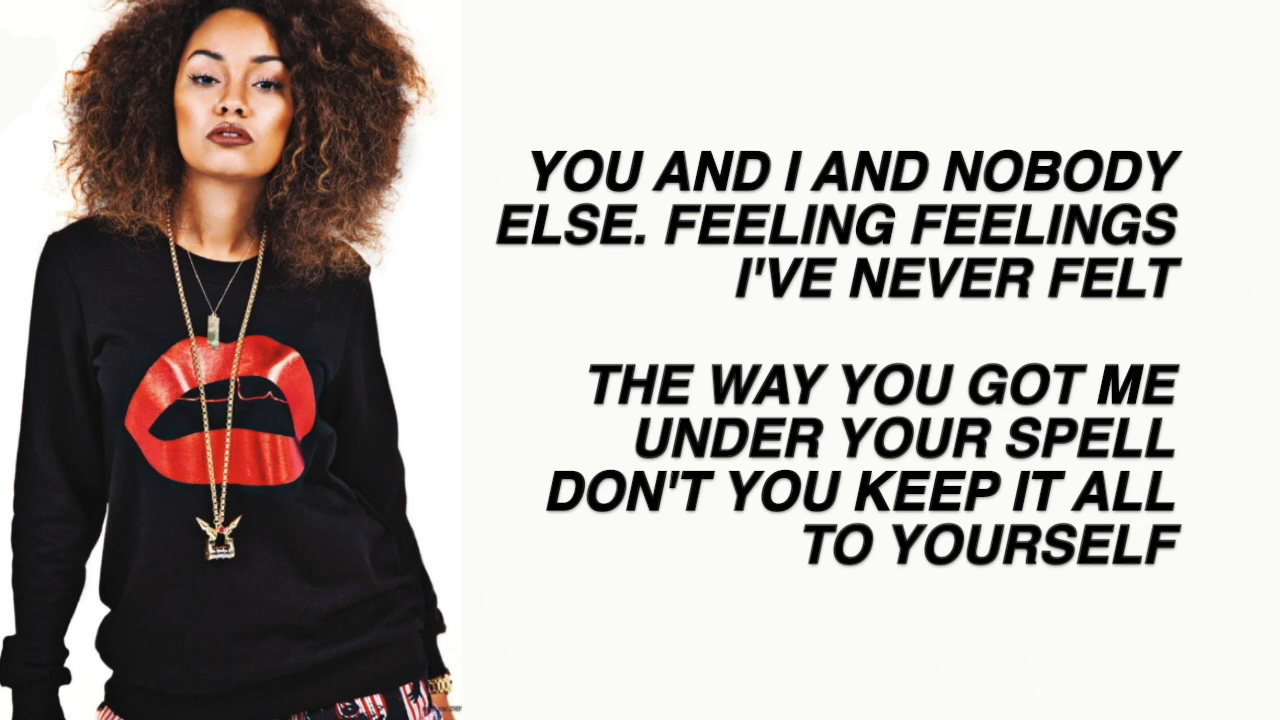 YOU AND I AND NOBODY
ELSE. FEELING FEELINGS
I'VE NEVER FELT
THE WAY YOU GOT ME
UNDER YOUR SPELL
DON'T YOU KEEP IT ALL
TO YOURSELF